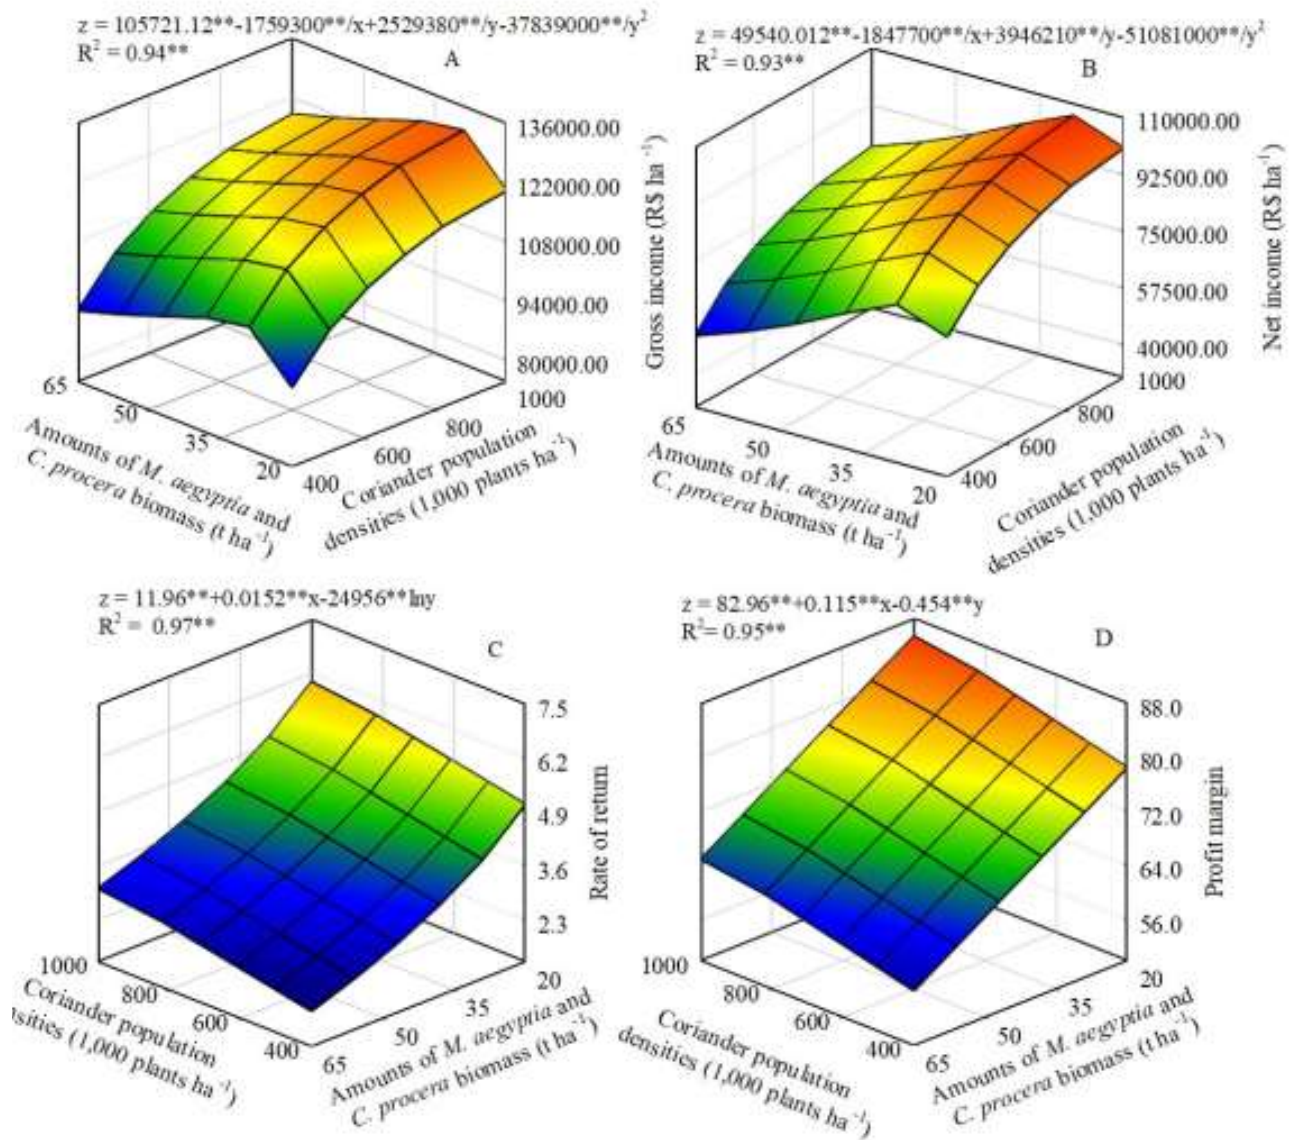 z = 105721.12**-1759300**/x+2529380**/y-37839000**/y²
R² = 0.94**
A
136000.00
122000.00
108000.00
94000.00
80000.00
Gross income (R$ ha⁻¹)
65
50
35
20
Amounts of M. aegyptia and
C. procera biomass (t ha⁻¹)
400
600
800
1000
Coriander population
densities (1,000 plants ha⁻¹)
z = 49540.012**-1847700**/x+3946210**/y-51081000**/y²
R² = 0.93**
B
110000.00
92500.00
75000.00
57500.00
40000.00
Net income (R$ ha⁻¹)
65
50
35
20
Amounts of M. aegyptia and
C. procera biomass (t ha⁻¹)
400
600
800
1000
Coriander population
densities (1,000 plants ha⁻¹)
z = 11.96**+0.0152**x-24956**lny
R² = 0.97**
C
7.5
6.2
4.9
3.6
2.3
Rate of return
1000
800
600
400
Coriander population
sities (1,000 plants ha⁻¹)
65
50
35
20
Amounts of M. aegyptia and
C. procera biomass (t ha⁻¹)
z = 82.96**+0.115**x-0.454**y
R²= 0.95**
D
88.0
80.0
72.0
64.0
56.0
Profit margin
1000
800
600
400
Coriander population
densities (1,000 plants ha⁻¹)
65
50
35
20
Amounts of M. aegyptia and
C. procera biomass (t ha⁻¹)